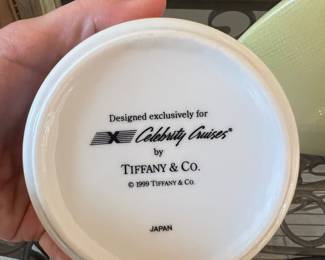 Designed exclusively for
X Celebrity Cruises®
by
TIFFANY & CO.
© 1999 TIFFANY & CO.
JAPAN